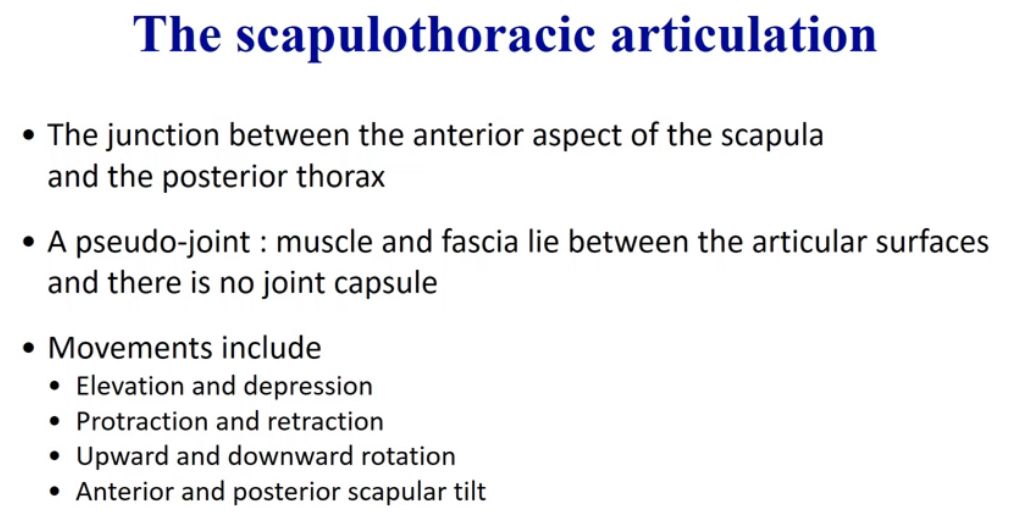 The scapulothoracic articulation
• The junction between the anterior aspect of the scapula
and the posterior thorax
• A pseudo-joint : muscle and fascia lie between the articular surfaces
and there is no joint capsule
• Movements include
• Elevation and depression
• Protraction and retraction
• Upward and downward rotation
• Anterior and posterior scapular tilt